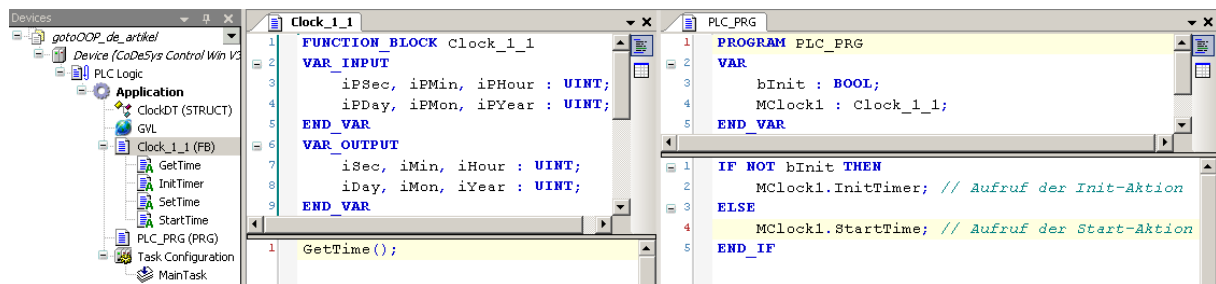 Devices
gotoOOP_de_artikel
Device (CoDeSys Control Win V3
PLC Logic
Application
ClockDT (STRUCT)
GVL
Clock_1_1 (FB)
GetTime
InitTimer
SetTime
StartTime
PLC_PRG (PRG)
Task Configuration
MainTask
Clock_1_1
1 FUNCTION_BLOCK Clock_1_1
2 VAR_INPUT
3 iPSec, iPMin, iPHour : UINT;
4 iPDay, iPMon, iPYear : UINT;
5 END_VAR
6 VAR_OUTPUT
7 iSec, iMin, iHour : UINT;
8 iDay, iMon, iYear : UINT;
9 END_VAR
1 GetTime();
PLC_PRG
1 PROGRAM PLC_PRG
2 VAR
3 bInit : BOOL;
4 MClock1 : Clock_1_1;
5 END_VAR
1 IF NOT bInit THEN
2 MClock1.InitTimer; // Aufruf der Init-Aktion
3 ELSE
4 MClock1.StartTime; // Aufruf der Start-Aktion
5 END_IF